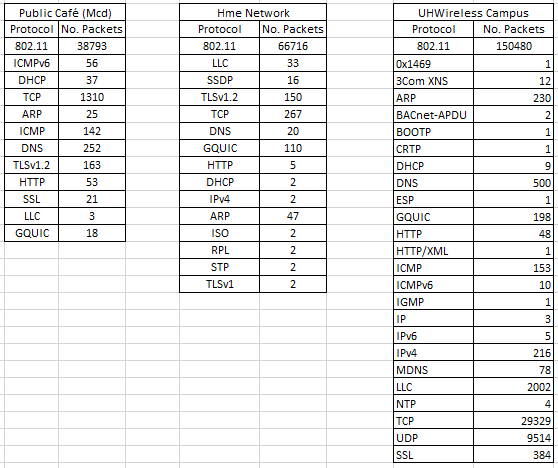 Public Café (Mcd)
Protocol No. Packets
802.11 38793
ICMPv6 56
DHCP 37
TCP 1310
ARP 25
ICMP 142
DNS 252
TLSv1.2 163
HTTP 53
SSL 21
LLC 3
GQUIC 18
Hme Network
Protocol No. Packets
802.11 66716
LLC 33
SSDP 16
TLSv1.2 150
TCP 267
DNS 20
GQUIC 110
HTTP 5
DHCP 2
IPv4 2
ARP 47
ISO 2
RPL 2
STP 2
TLSv1 2
UHWireless Campus
Protocol No. Packets
802.11 150480
0x1469 1
3Com XNS 12
ARP 230
BACnet-APDU 2
BOOTP 1
CRTP 1
DHCP 9
DNS 500
ESP 1
GQUIC 198
HTTP 48
HTTP/XML 1
ICMP 153
ICMPv6 10
IGMP 1
IP 3
IPv6 5
IPv4 216
MDNS 78
LLC 2002
NTP 4
TCP 29329
UDP 9514
SSL 384